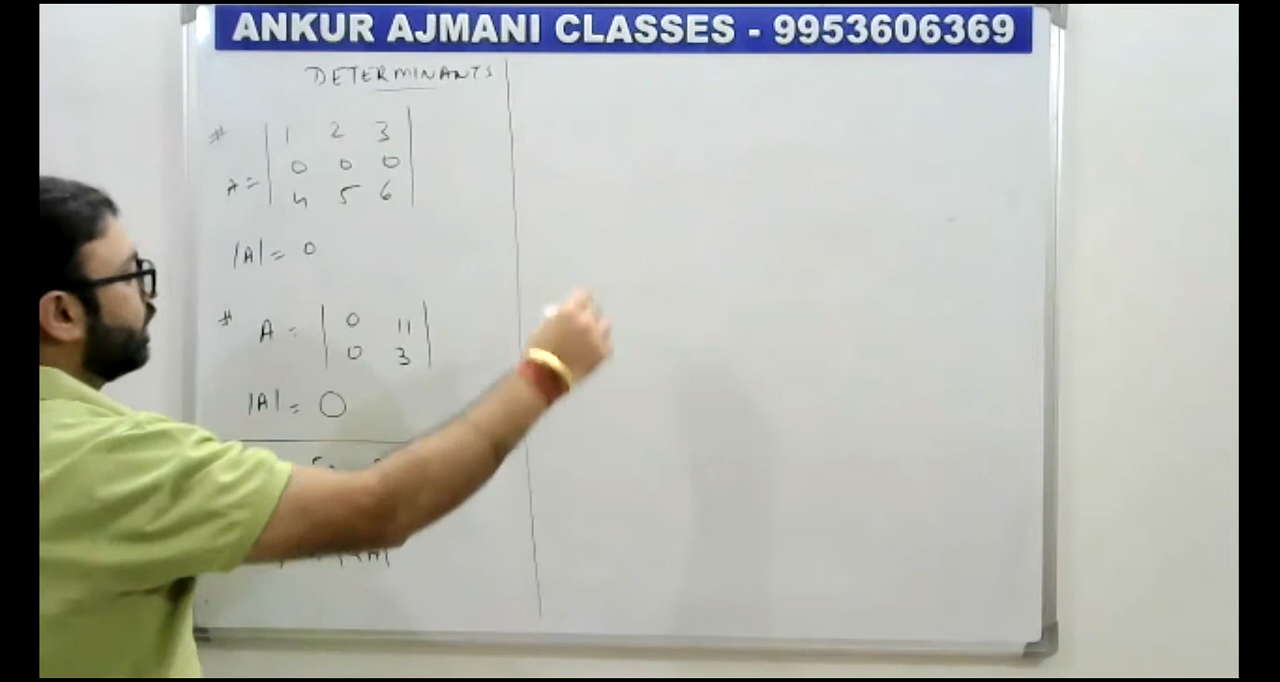 ANKUR AJMANI CLASSES - 9953606369
DETERMINANTS
# 1 2 3
A = 0 0 0
4 5 6
|A| = 0
# A = 0 11
0 3
|A| = 0